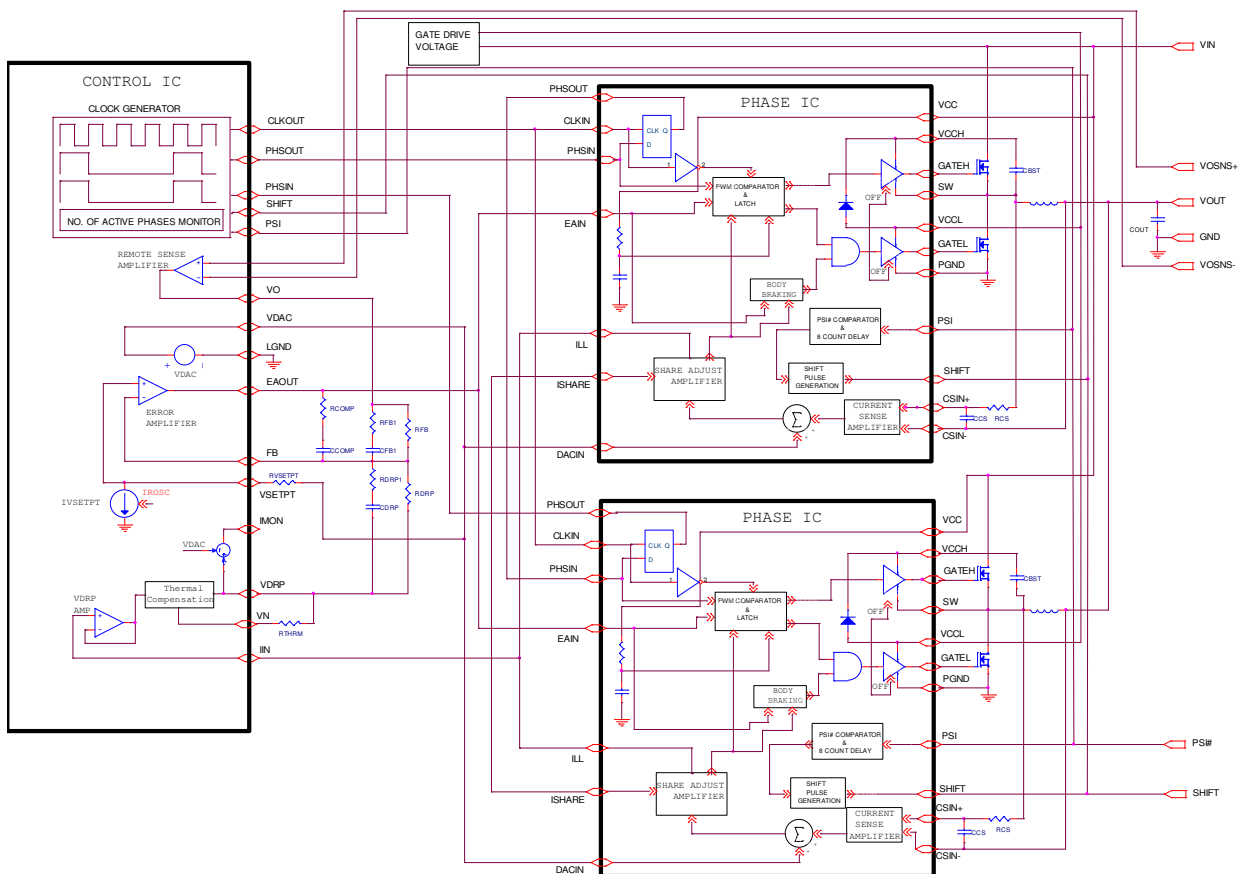 GATE DRIVE
VOLTAGE
VIN
CONTROL IC
CLOCK GENERATOR
CLKOUT
PHSOUT
PHSIN
SHIFT
NO. OF ACTIVE PHASES MONITOR
PSI
REMOTE SENSE
AMPLIFIER
+
-
VO
VDAC
LGND
+
VDAC
EAOUT
+
-
ERROR
AMPLIFIER
RCOMP
RFB1
RFB
CCOMP
CFB1
FB
RVSETPT
RDRP1
RDRP
VSETPT
IVSETPT
IROSC
CDRP
IMON
VDAC
Thermal
Compensation
VDRP
VDRP
AMP
+
-
VN
RTHRM
IIN
PHASE IC
PHSOUT
CLKIN
PHSIN
CLK Q
D
1
2
PWM COMPARATOR
&
LATCH
EAIN
OFF
OFF
BODY
BRAKING
PSI# COMPARATOR
&
8 COUNT DELAY
ILL
ISHARE
SHARE ADJUST
AMPLIFIER
SHIFT
PULSE
GENERATION
CURRENT
SENSE
AMPLIFIER
Σ
+
+
DACIN
VCC
VCCH
GATEH
SW
VCCL
GATEL
PGND
PSI
SHIFT
CSIN+
CSIN-
CBST
CCS
RCS
COUT
VOSNS+
VOUT
GND
VOSNS-
PHASE IC
PHSOUT
CLKIN
PHSIN
CLK Q
D
1
2
PWM COMPARATOR
&
LATCH
EAIN
OFF
OFF
BODY
BRAKING
PSI# COMPARATOR
&
8 COUNT DELAY
ILL
ISHARE
SHARE ADJUST
AMPLIFIER
SHIFT
PULSE
GENERATION
CURRENT
SENSE
AMPLIFIER
Σ
+
+
DACIN
VCC
VCCH
GATEH
SW
VCCL
GATEL
PGND
PSI
SHIFT
CSIN+
CSIN-
CBST
CCS
RCS
PSI#
SHIFT